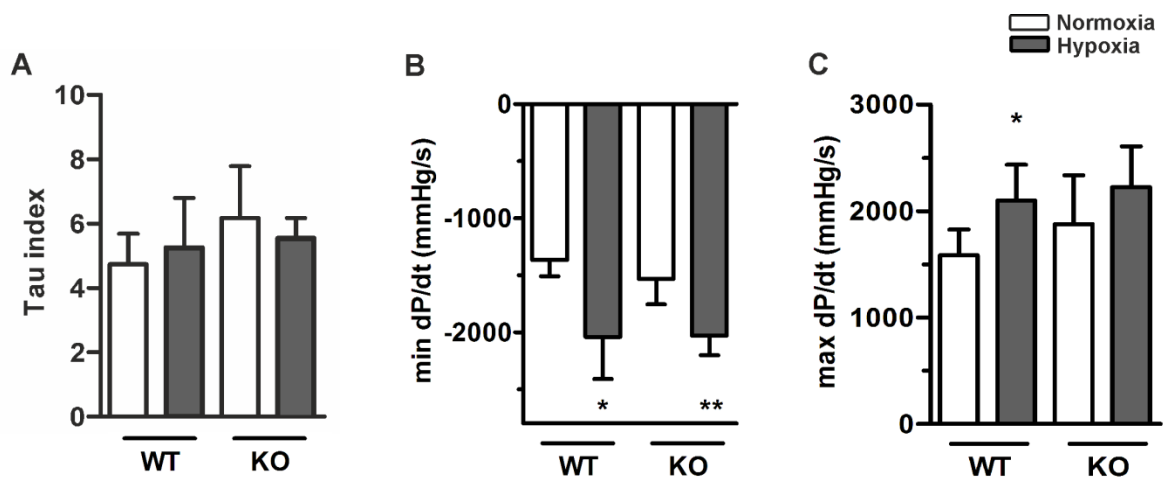 Normoxia
Hypoxia
A
Tau index
10
8
6
4
2
0
WT KO
B
min dP/dt (mmHg/s)
0
-1000
-2000
* **
WT KO
C
max dP/dt (mmHg/s)
3000
2000
1000
0
*
WT KO